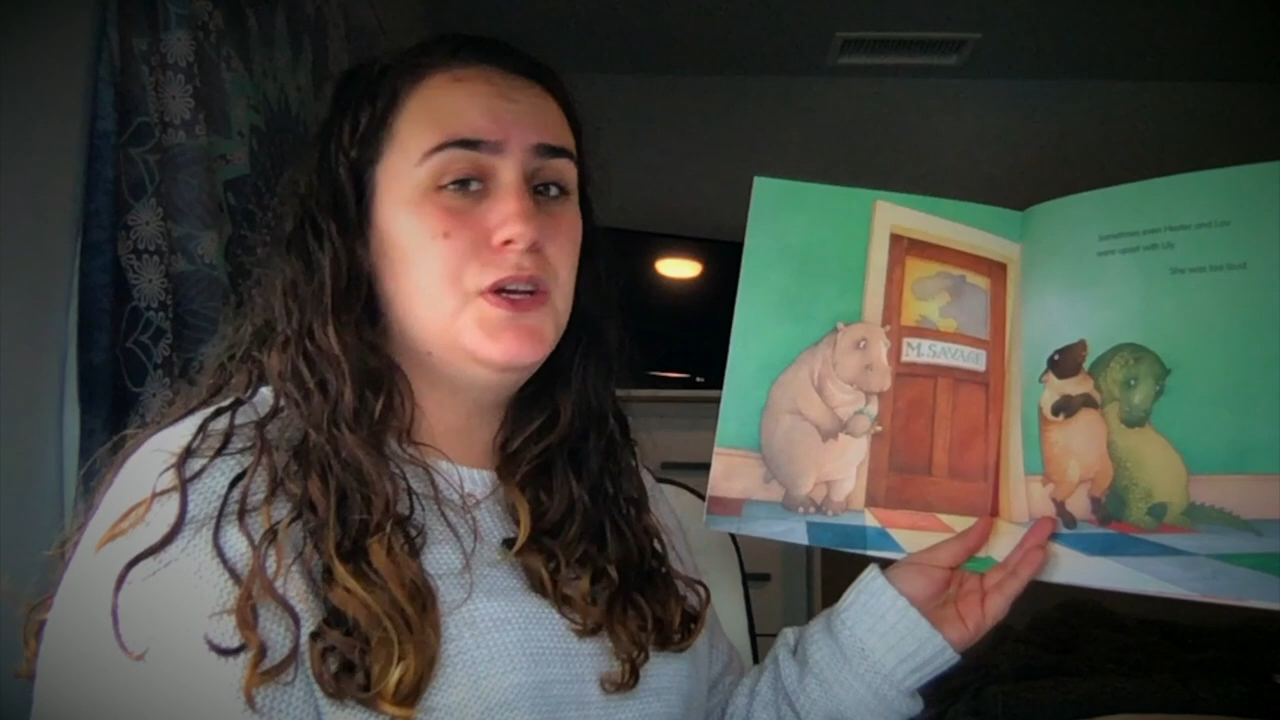 M. SAVAGE
Sometimes even Hester and Lou
were upset with Lily.
She was too loud.